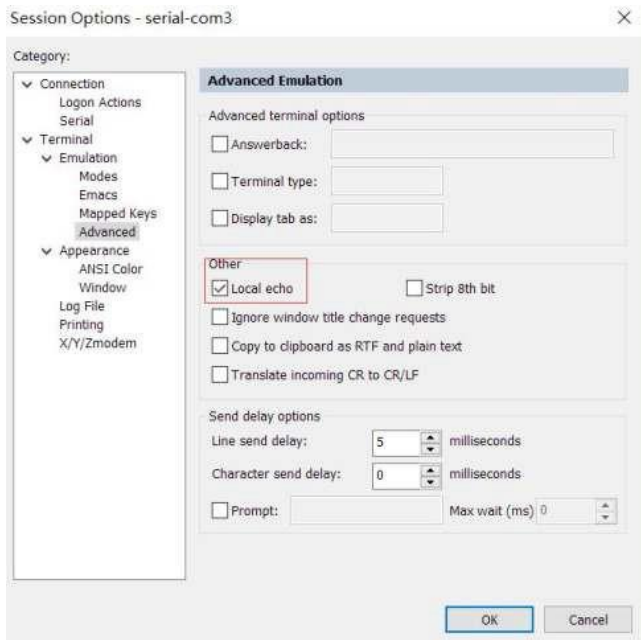 Session Options - serial-com3
Category:
Connection
Logon Actions
Serial
Terminal
Emulation
Modes
Emacs
Mapped Keys
Advanced
Appearance
ANSI Color
Window
Log File
Printing
X/Y/Zmodem
Advanced Emulation
Advanced terminal options
Answerback:
Terminal type:
Display tab as:
Other
Local echo Strip 8th bit
Ignore window title change requests
Copy to clipboard as RTF and plain text
Translate incoming CR to CR/LF
Send delay options
Line send delay: 5 milliseconds
Character send delay: 0 milliseconds
Prompt: Max wait (ms) 0
OK Cancel